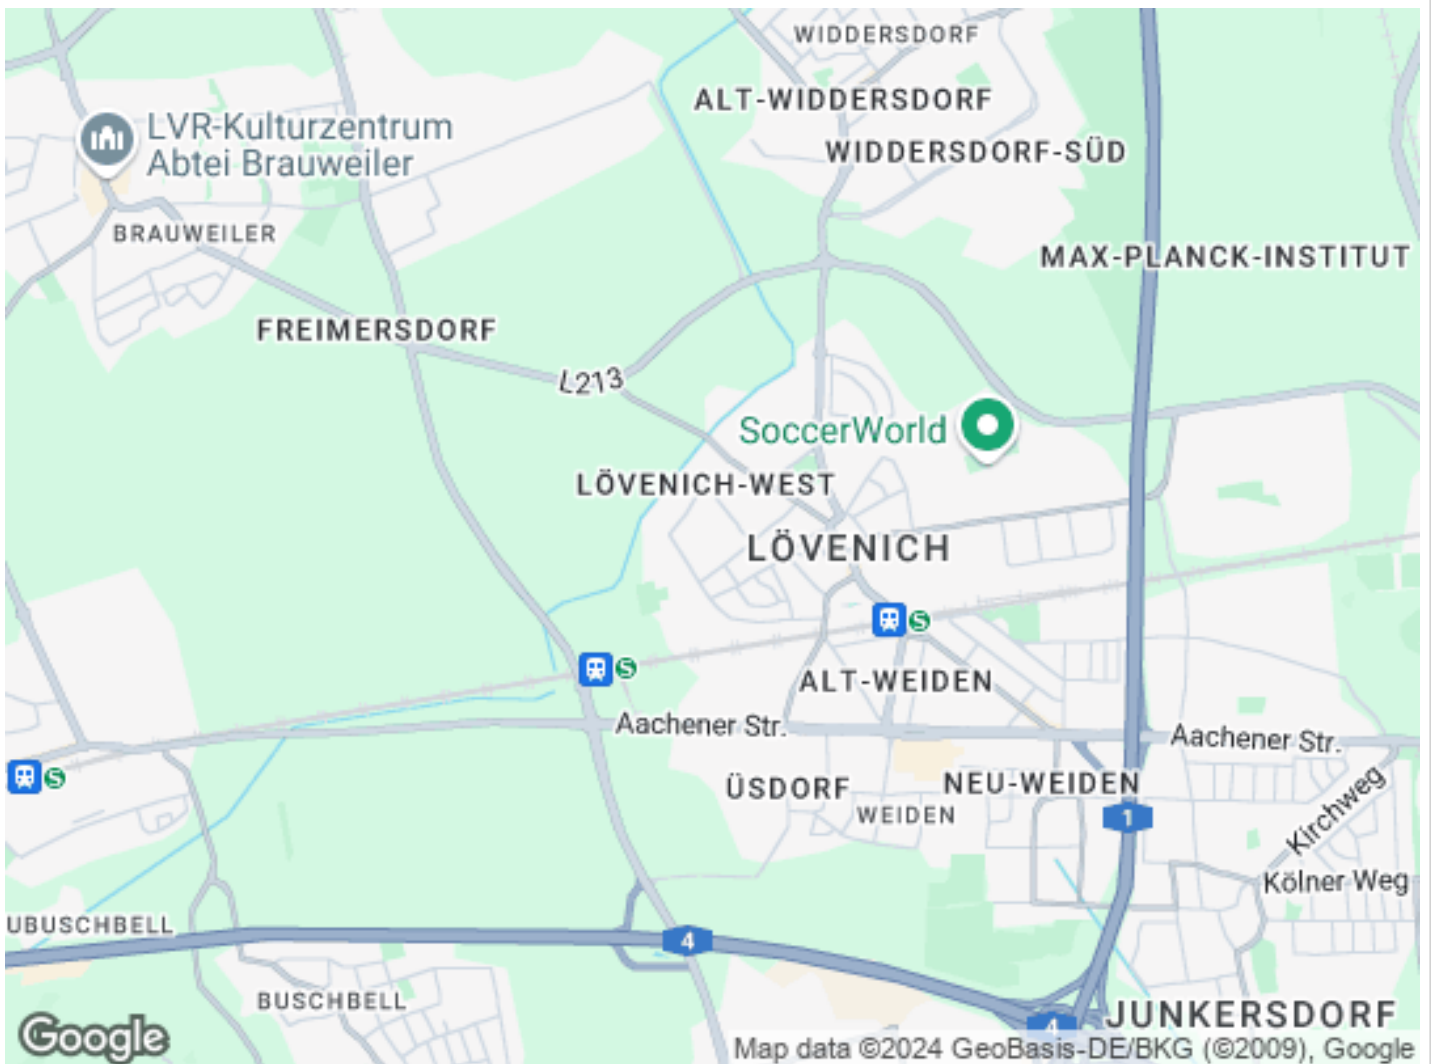 WIDDERSDORF
ALT-WIDDERSDORF
LVR-Kulturzentrum
Abtei Brauweiler
WIDDERSDORF-SÜD
BRAUWEILER
MAX-PLANCK-INSTITUT
FREIMERSDORF
L213
SoccerWorld
LÖVENICH-WEST
LÖVENICH
S
S
ALT-WEIDEN
Aachener Str.
Aachener Str.
S
ÜSDORF
NEU-WEIDEN
WEIDEN
1
Kirchweg
Kölner Weg
UBUSCHBELL
4
BUSCHBELL
JUNKERSDORF
4
Google
Map data ©2024 GeoBasis-DE/BKG (©2009), Google